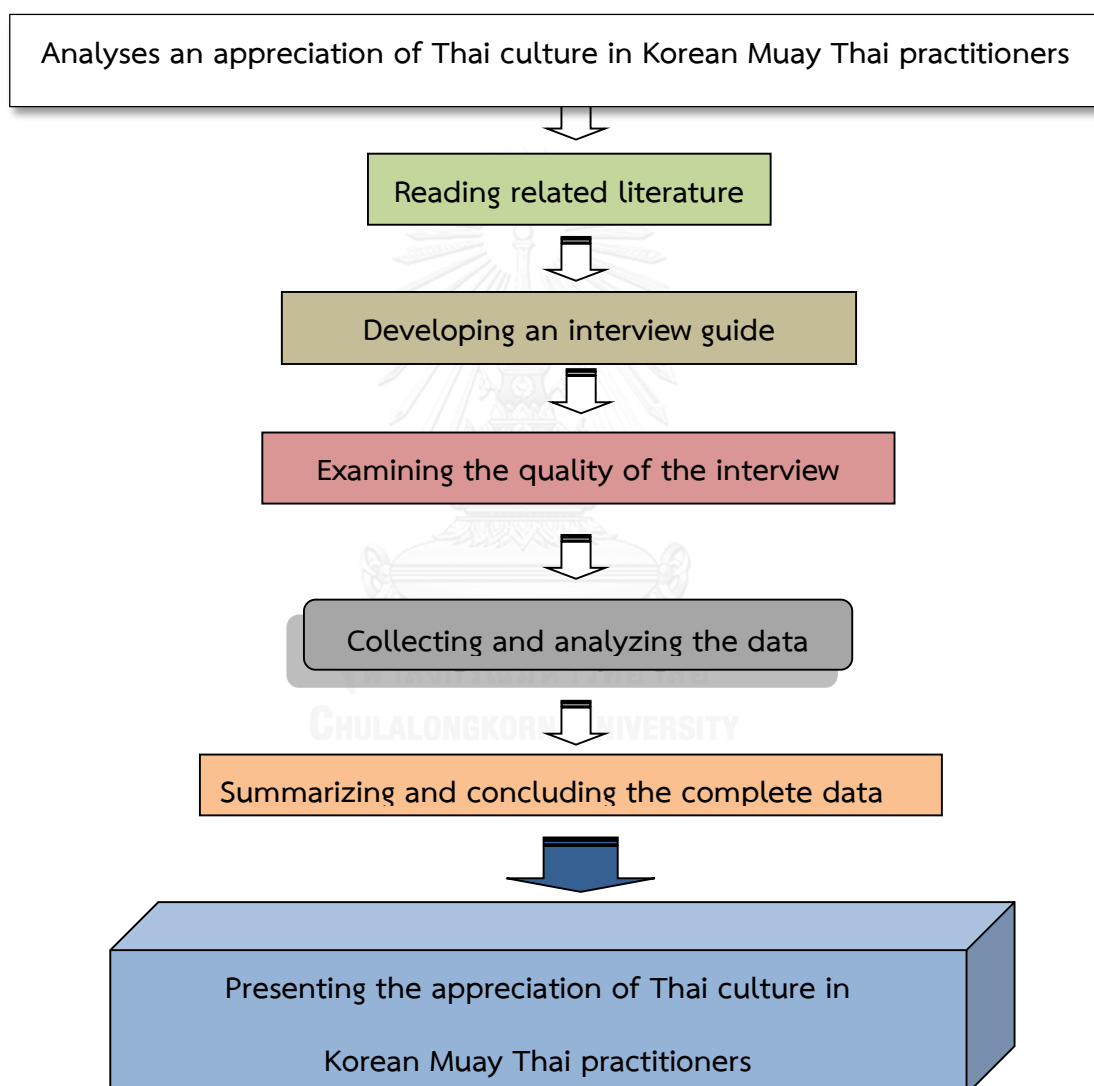 Analyses an appreciation of Thai culture in Korean Muay Thai practitioners
Reading related literature
Developing an interview guide
Examining the quality of the interview
Collecting and analyzing the data
CHULALONGKORN UNIVERSITY
Summarizing and concluding the complete data
Presenting the appreciation of Thai culture in
Korean Muay Thai practitioners